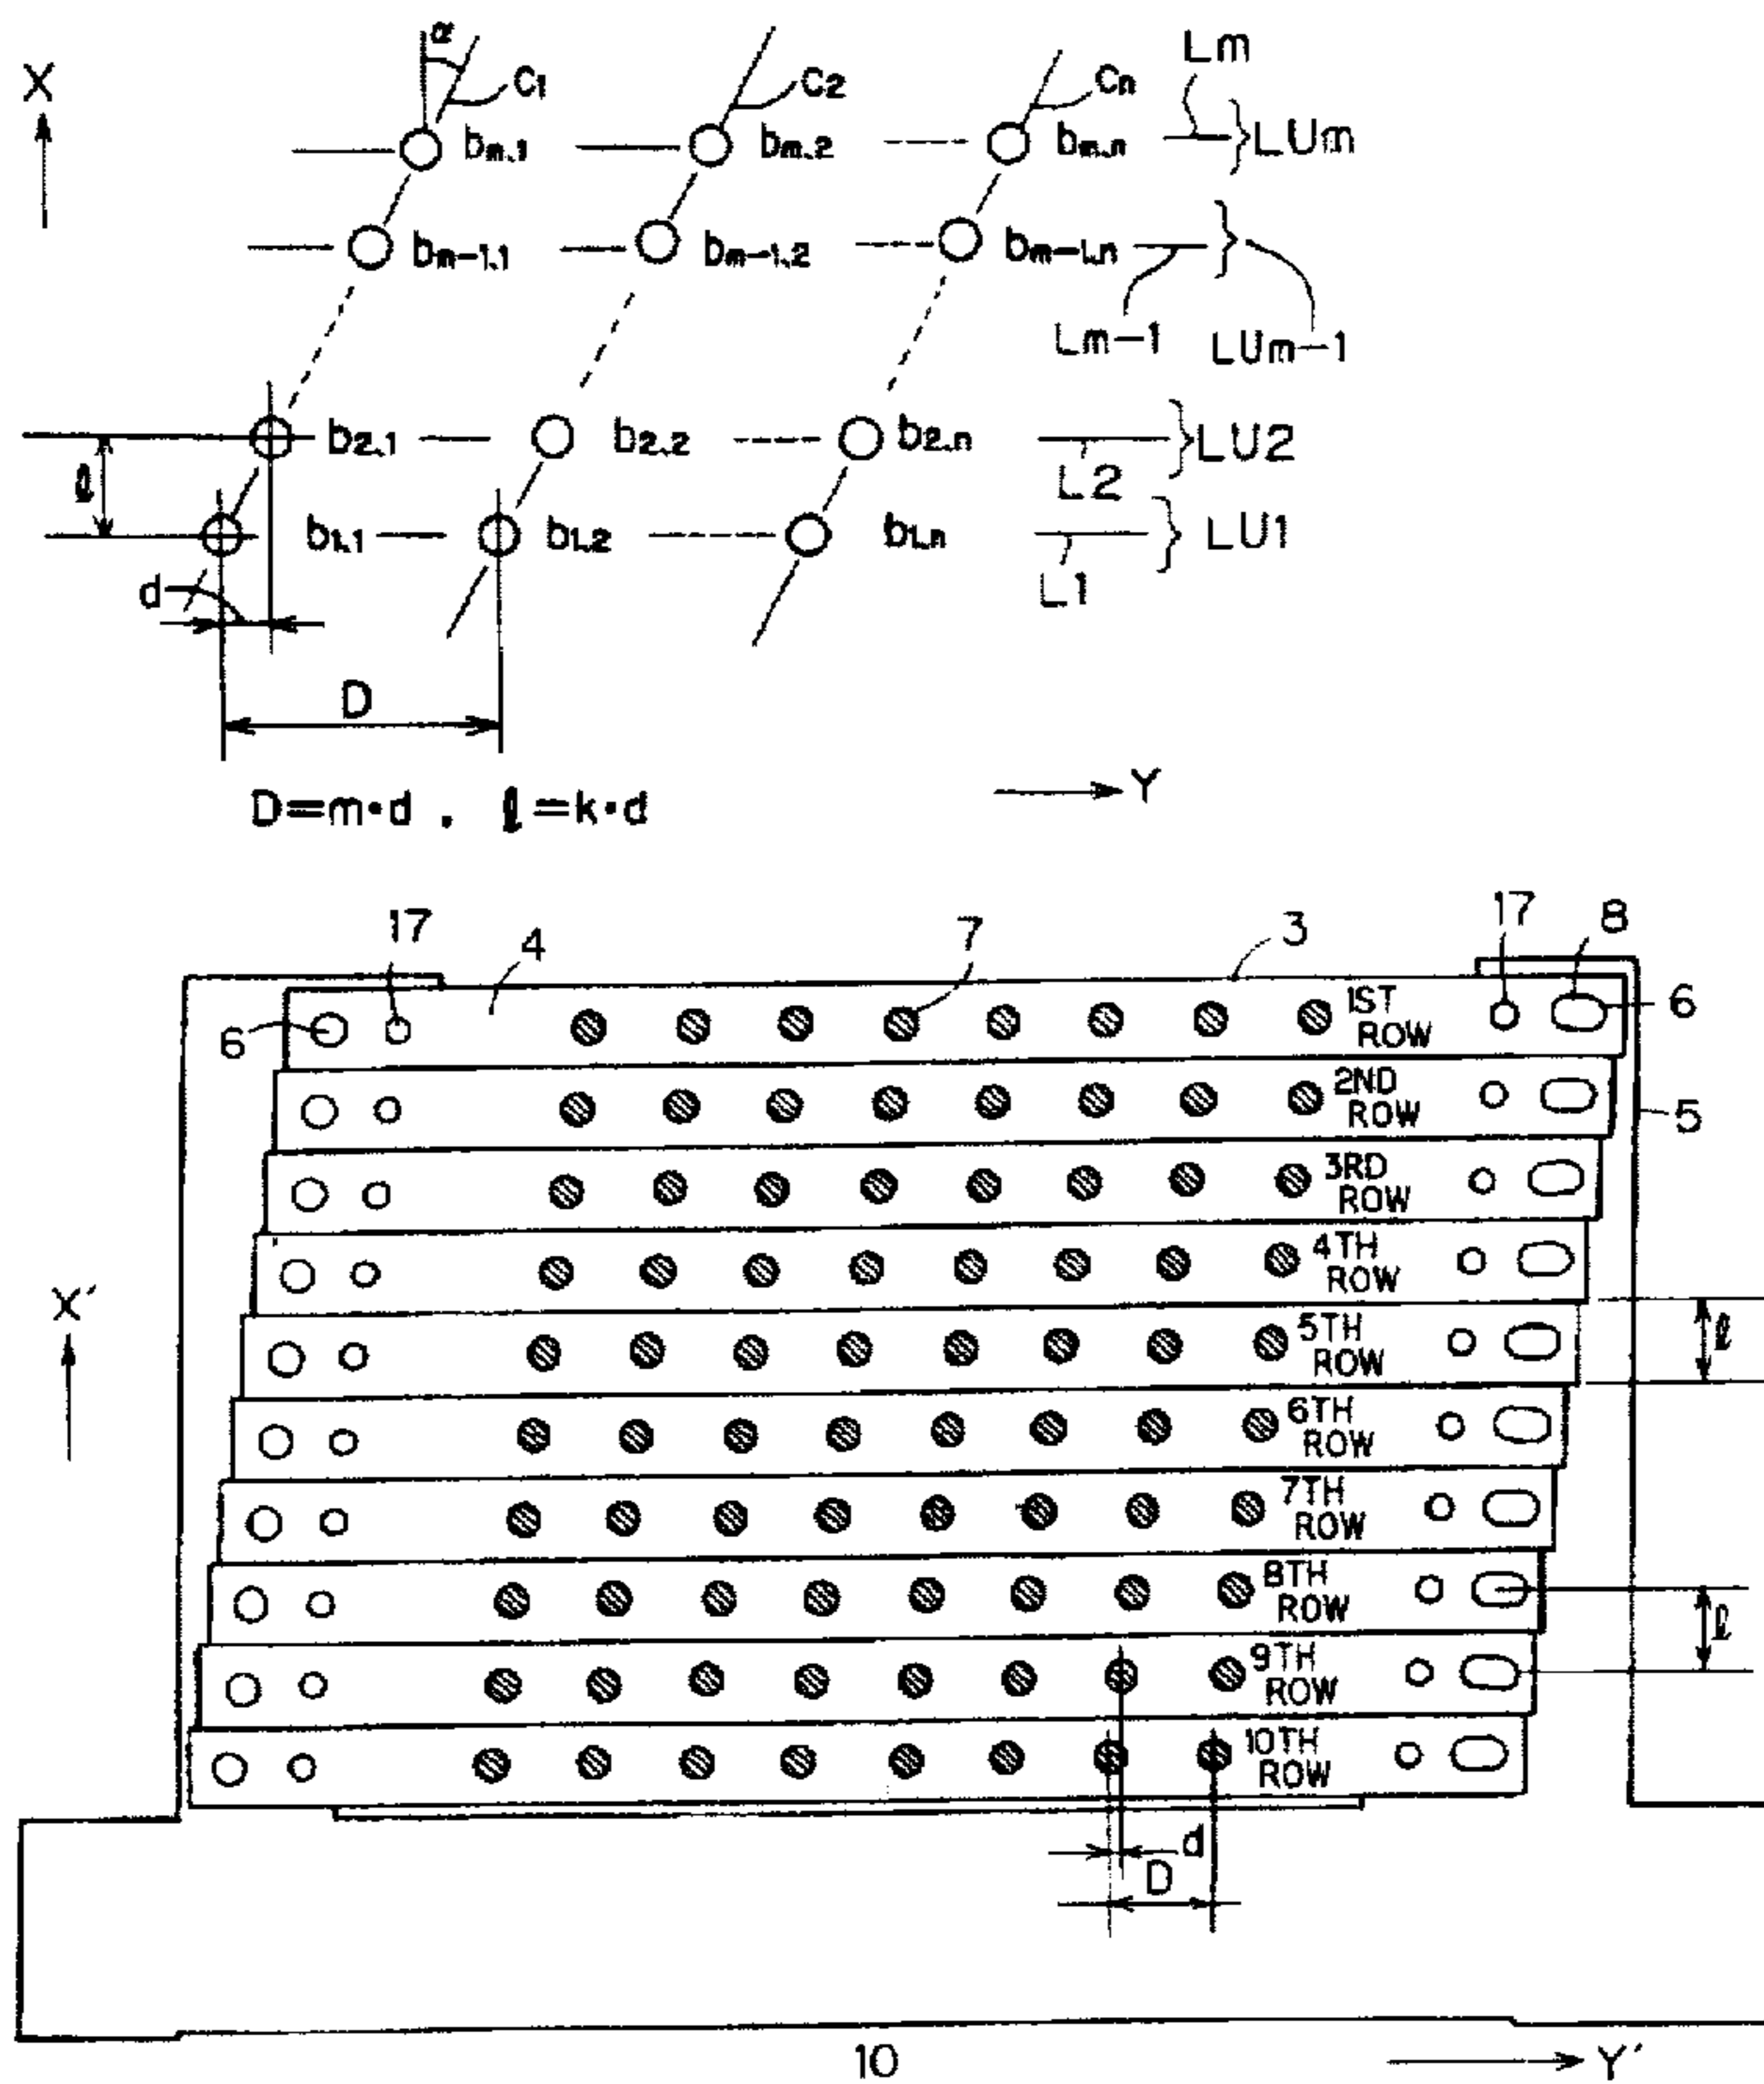 α
X
C1
C2
Cn
Lm
bm.1
bm.2
bm.n
LUm
bm-1.1
bm-1.2
bm-1.n
Lm-1
LUm-1
b2.1
b2.2
b2.n
LU2
ℓ
L2
b1.1
b1.2
b1.n
LU1
d
L1
D
Y
D=m·d . ℓ=k·d
17
4
7
3
17
8
6
1ST
ROW
6
2ND
ROW
5
3RD
ROW
4TH
ROW
X´
5TH
ROW
ℓ
6TH
ROW
7TH
ROW
8TH
ROW
ℓ
9TH
ROW
10TH
ROW
d
D
10
Y´